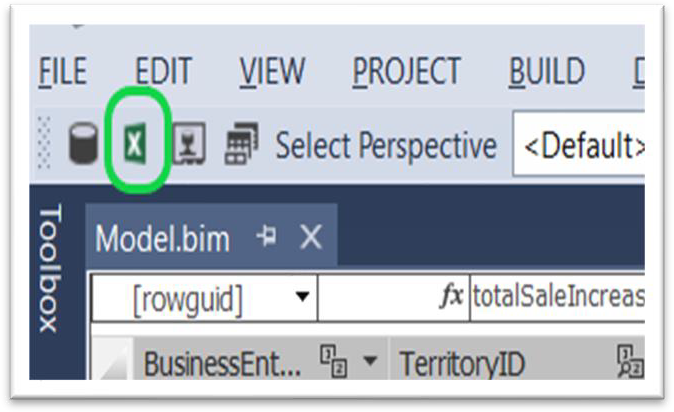 FILE EDIT VIEW PROJECT BUILD
Select Perspective <Default>
Toolbox
Model.bim
[rowguid] fx totalSaleIncreas
BusinessEnt... TerritoryID